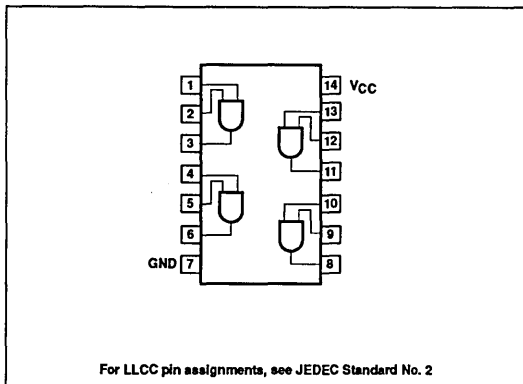 1 14 VCC
2 13
3 12
4 11
5 10
6 9
GND 7 8
For LLCC pin assignments, see JEDEC Standard No. 2